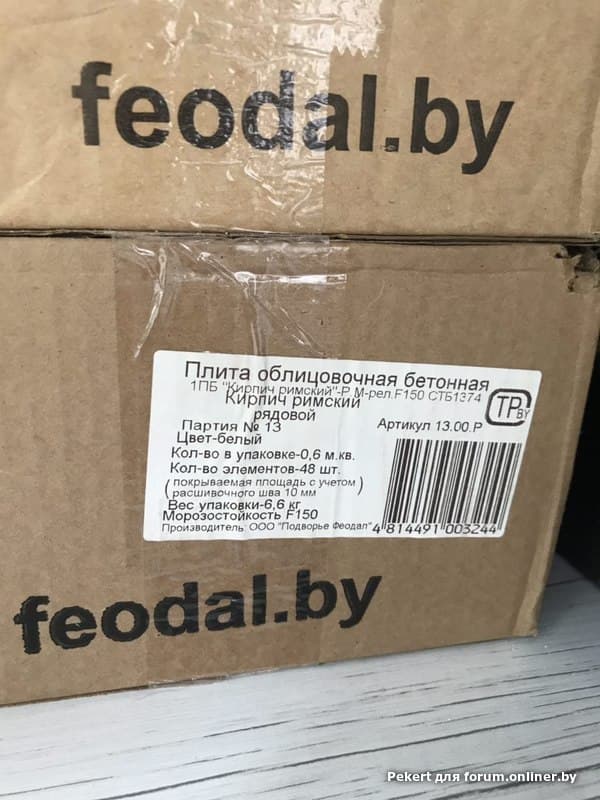 feodal.by
Плита облицовочная бетонная
1ПБ "Кирпич римский"-Р М-рел.F150 СТБ1374
Кирпич римский
рядовой
ТР BY
Партия № 13
Артикул 13.00.Р
Цвет-белый
Кол-во в упаковке-0,6 м.кв.
Кол-во элементов-48 шт.
(покрываемая площадь с учетом
расшивочного шва 10 мм)
Вес упаковки-6,6 кг
Морозостойкость F150
Производитель ООО "Подворье Феодал"
4 814491 003244
feodal.by
Pekert для forum.onliner.by